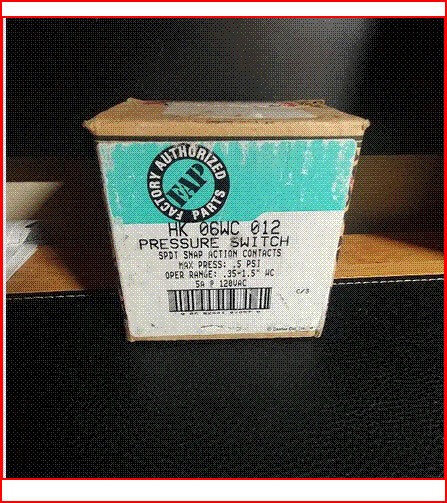 FACTORY AUTHORIZED
FAP
PARTS
HK 06WC 012
PRESSURE SWITCH
SPDT SNAP ACTION CONTACTS
MAX PRESS: .5 PSI
OPER RANGE: .35-1.5" WC
5A @ 120VAC
C/3